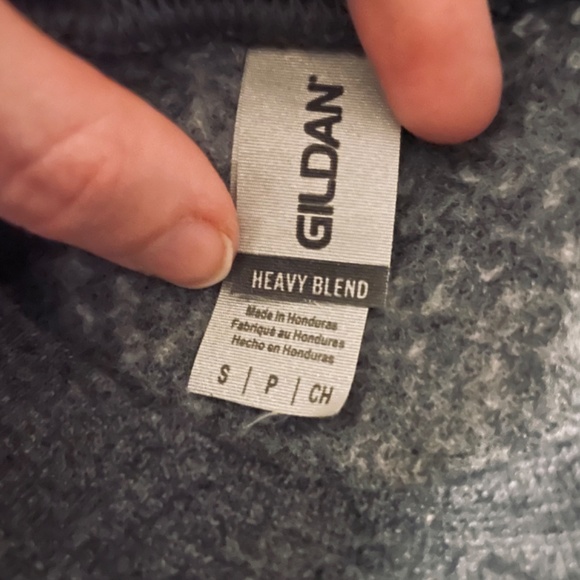 GILDAN
HEAVY BLEND
Made in Honduras
Fabriqué au Honduras
Hecho en Honduras
S | P | CH